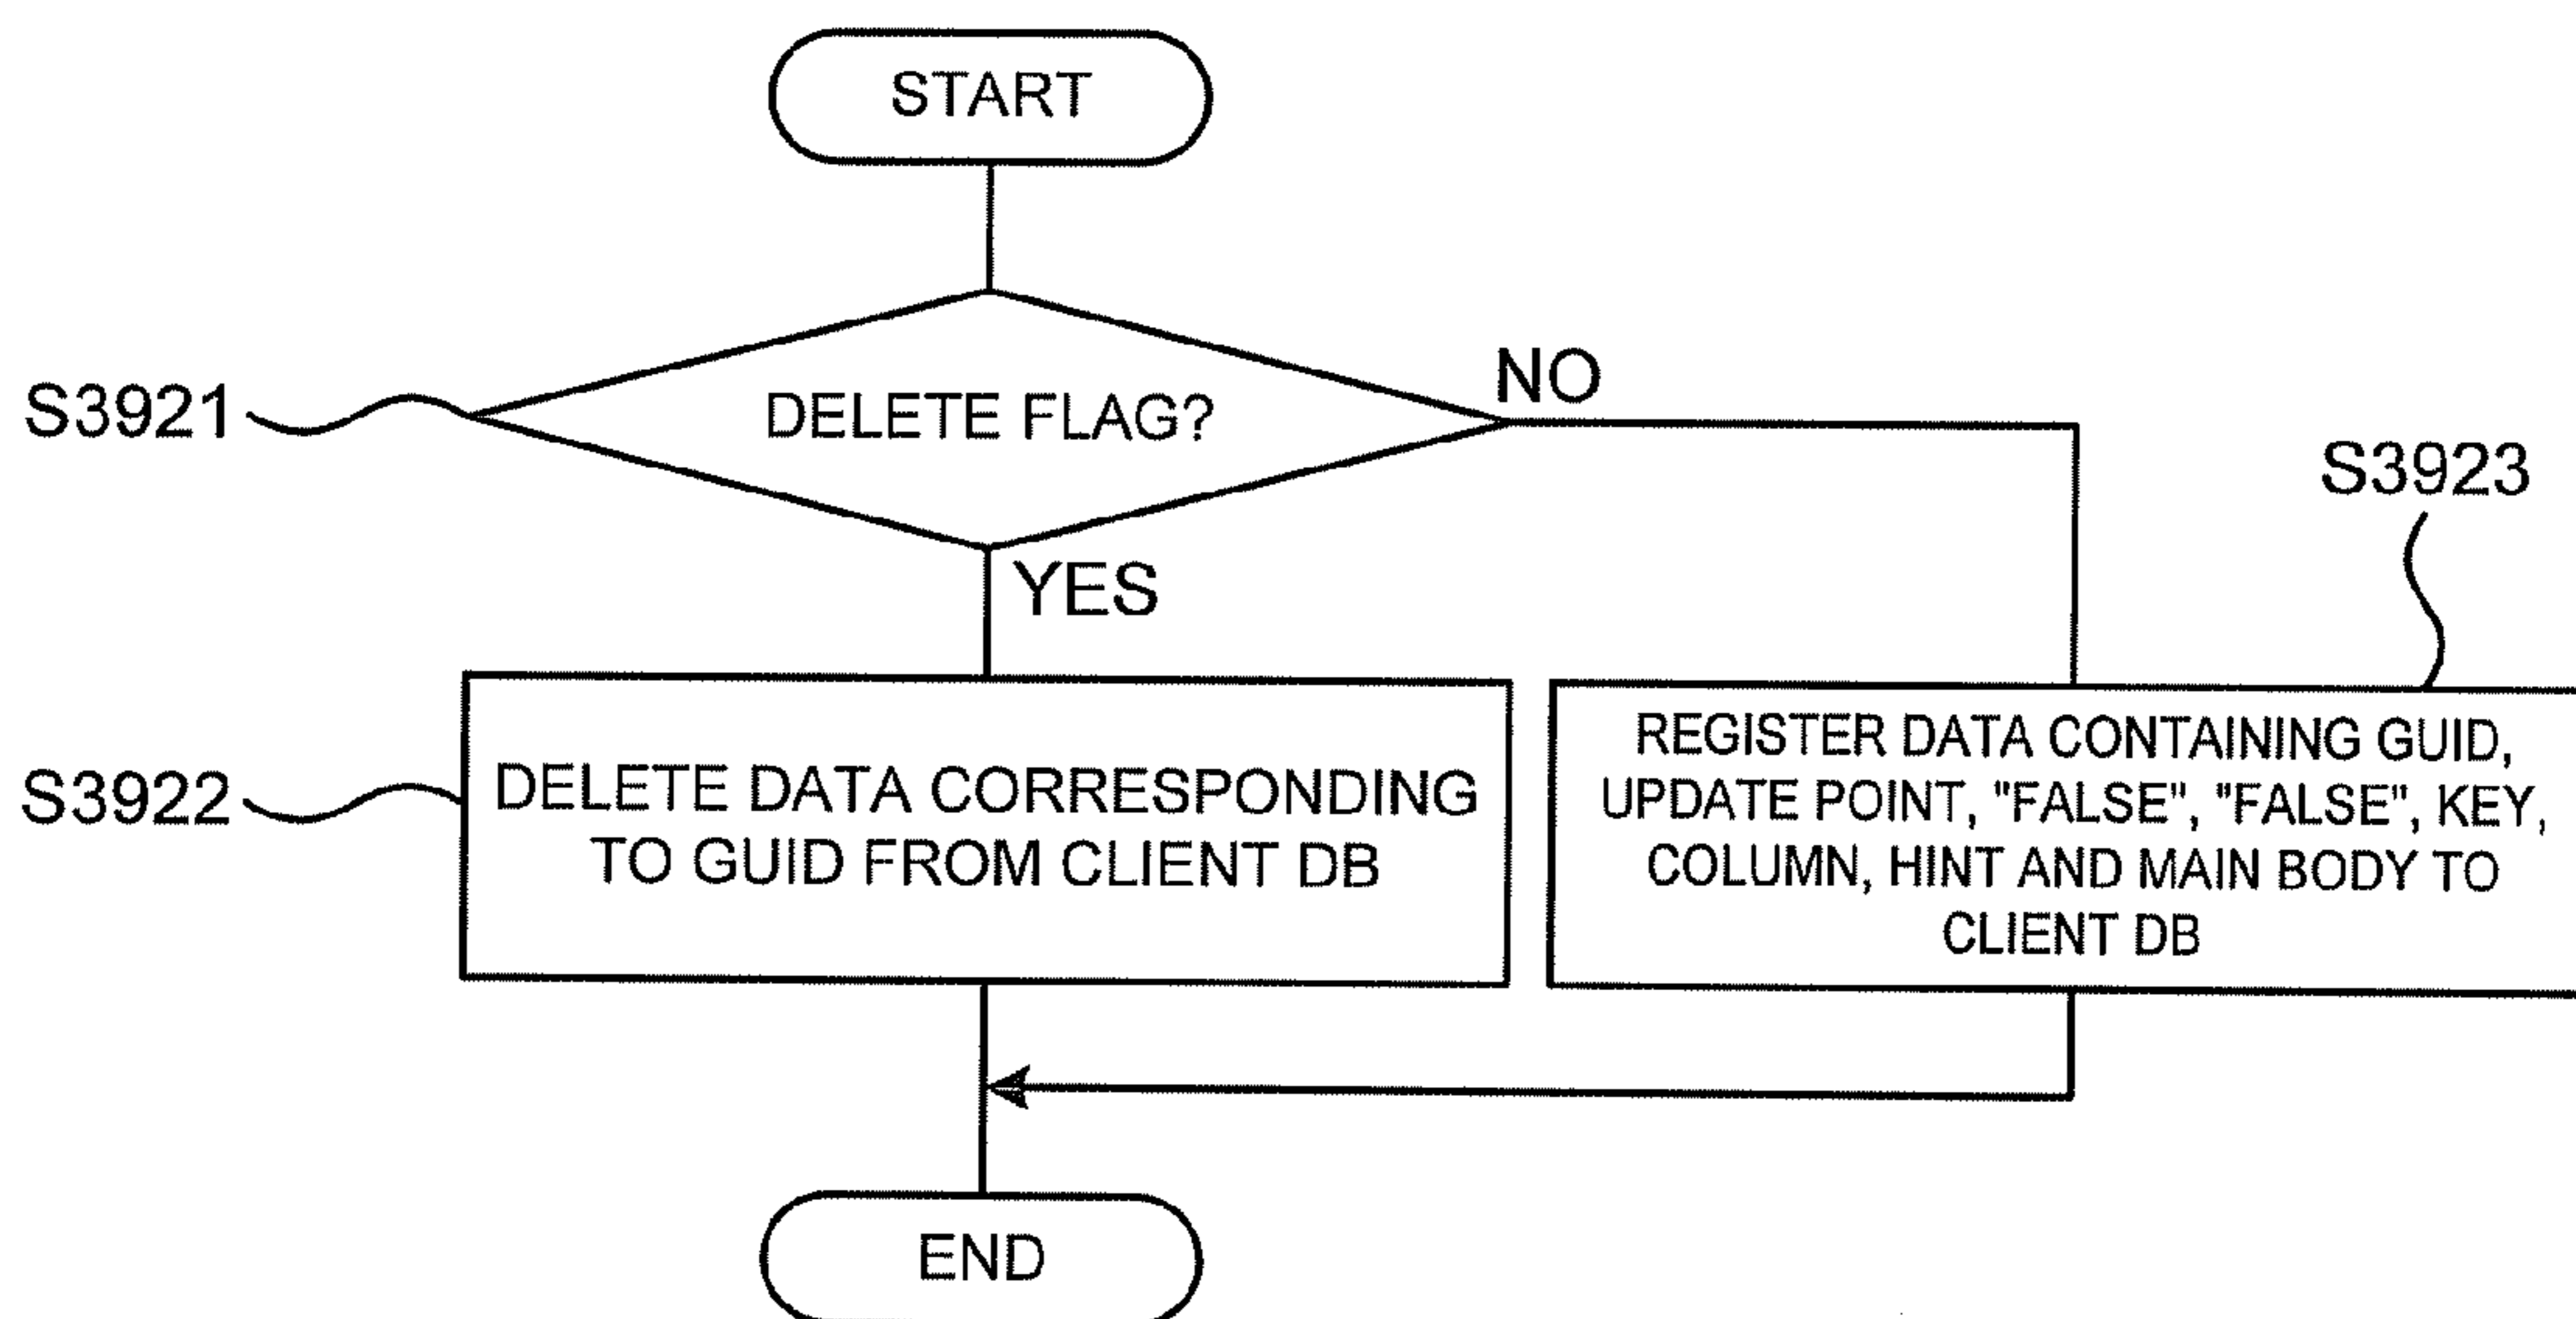 START
S3921
DELETE FLAG?
NO
YES
S3923
S3922
DELETE DATA CORRESPONDING
TO GUID FROM CLIENT DB
REGISTER DATA CONTAINING GUID,
UPDATE POINT, "FALSE", "FALSE", KEY,
COLUMN, HINT AND MAIN BODY TO
CLIENT DB
END